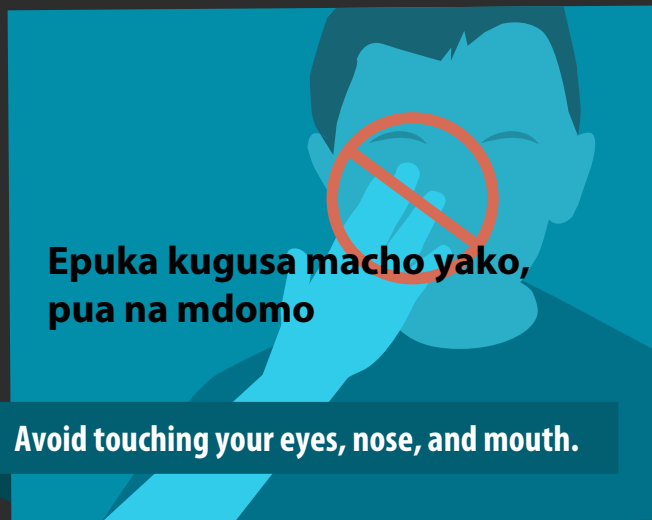 Epuka kugusa macho yako,
pua na mdomo
Avoid touching your eyes, nose, and mouth.